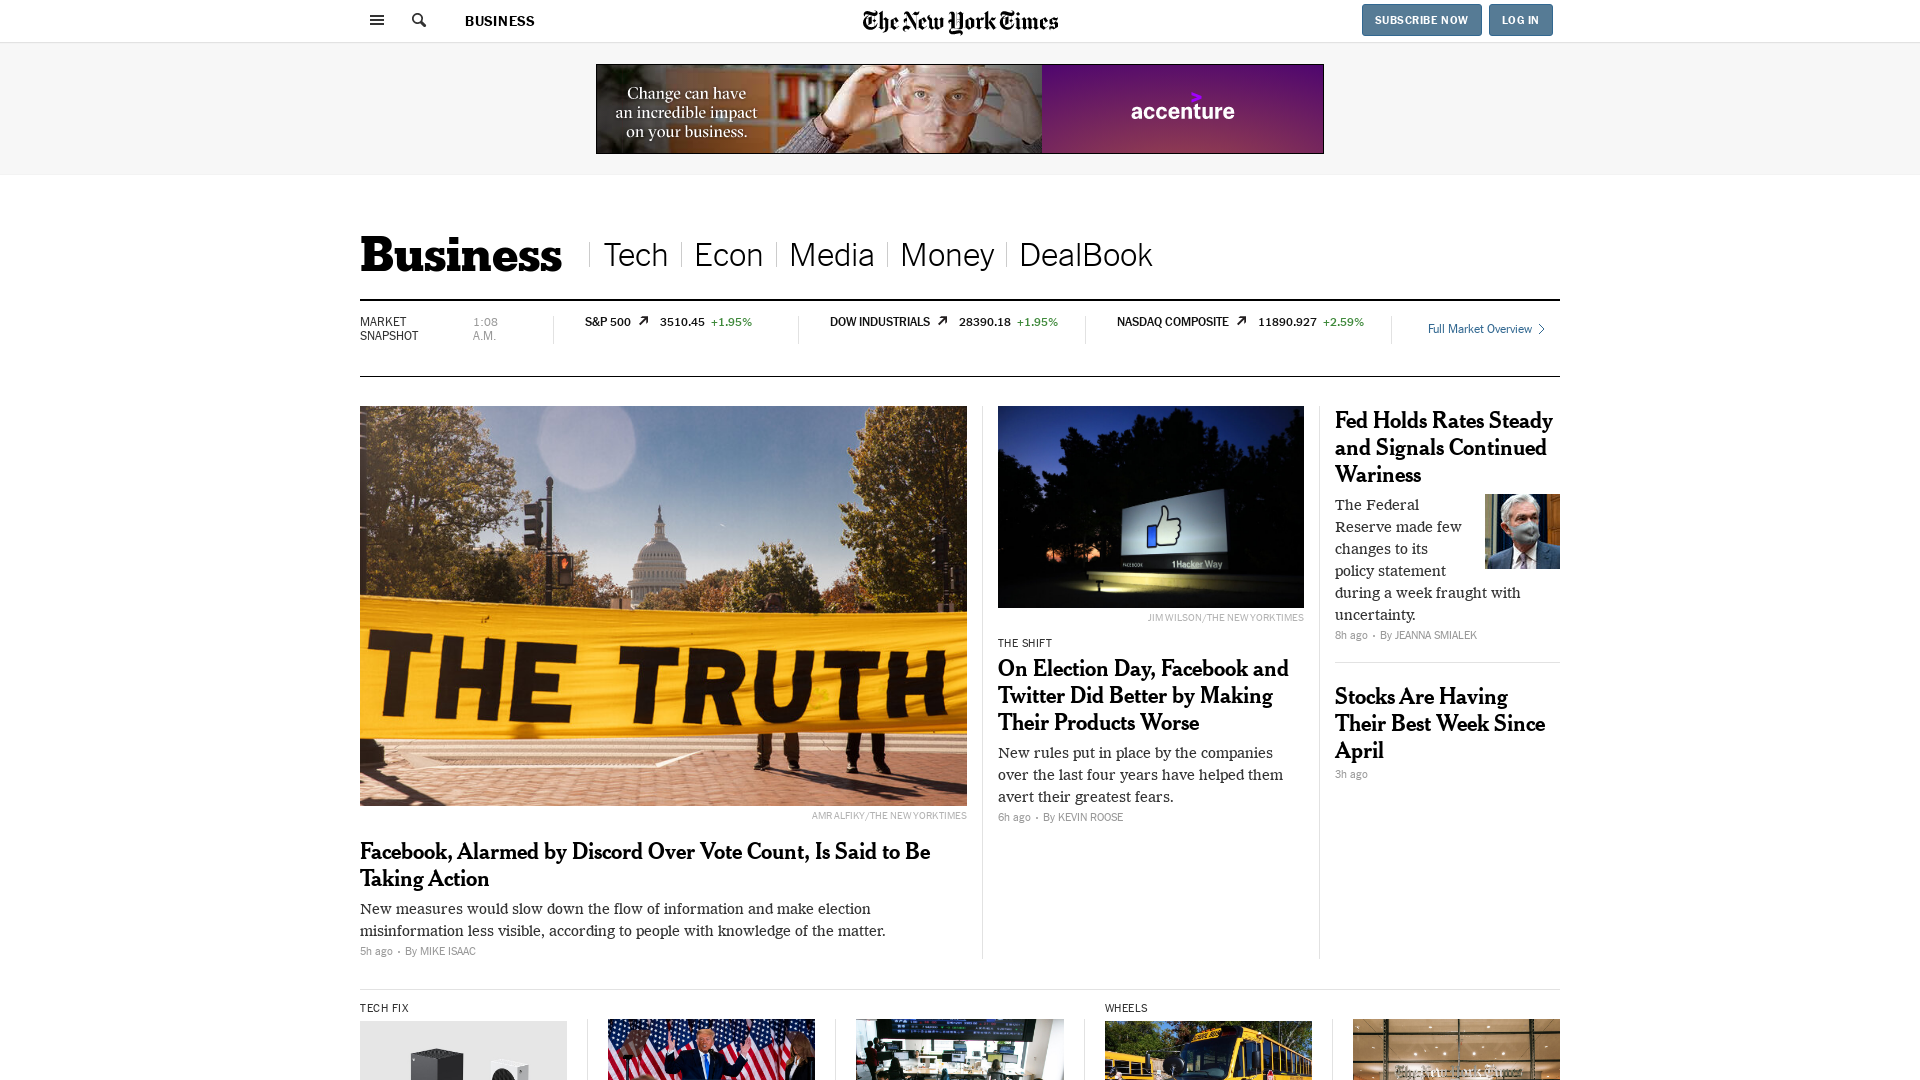 BUSINESS
The New York Times
SUBSCRIBE NOW
LOG IN
Change can have
an incredible impact
on your business.
accenture
Business
Tech
Econ
Media
Money
DealBook
MARKET
SNAPSHOT
1:08
A.M.
S&P 500 3510.45 +1.95%
DOW INDUSTRIALS 28390.18 +1.95%
NASDAQ COMPOSITE 11890.927 +2.59%
Full Market Overview
THE TRUTH
AMR ALFIKY/THE NEW YORK TIMES
Facebook, Alarmed by Discord Over Vote Count, Is Said to Be
Taking Action
New measures would slow down the flow of information and make election
misinformation less visible, according to people with knowledge of the matter.
5h ago • By MIKE ISAAC
FACEBOOK
1 Hacker Way
JIM WILSON/THE NEW YORK TIMES
THE SHIFT
On Election Day, Facebook and
Twitter Did Better by Making
Their Products Worse
New rules put in place by the companies
over the last four years have helped them
avert their greatest fears.
6h ago • By KEVIN ROOSE
Fed Holds Rates Steady
and Signals Continued
Wariness
The Federal
Reserve made few
changes to its
policy statement
during a week fraught with
uncertainty.
8h ago • By JEANNA SMIALEK
Stocks Are Having
Their Best Week Since
April
3h ago
TECH FIX
WHEELS